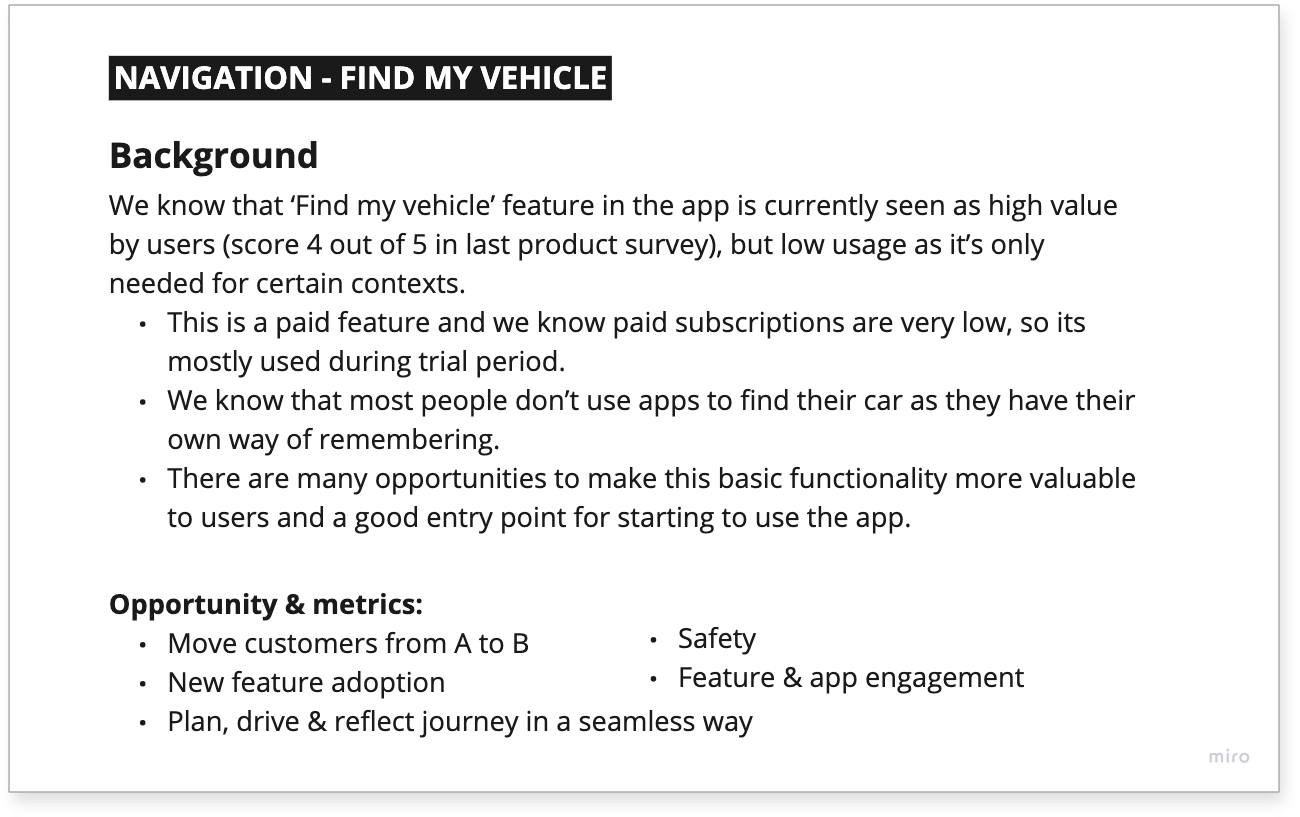 NAVIGATION - FIND MY VEHICLE
Background
We know that ‘Find my vehicle’ feature in the app is currently seen as high value
by users (score 4 out of 5 in last product survey), but low usage as it’s only
needed for certain contexts.
• This is a paid feature and we know paid subscriptions are very low, so its
mostly used during trial period.
• We know that most people don’t use apps to find their car as they have their
own way of remembering.
• There are many opportunities to make this basic functionality more valuable
to users and a good entry point for starting to use the app.
Opportunity & metrics:
• Move customers from A to B
• New feature adoption
• Plan, drive & reflect journey in a seamless way
• Safety
• Feature & app engagement
miro